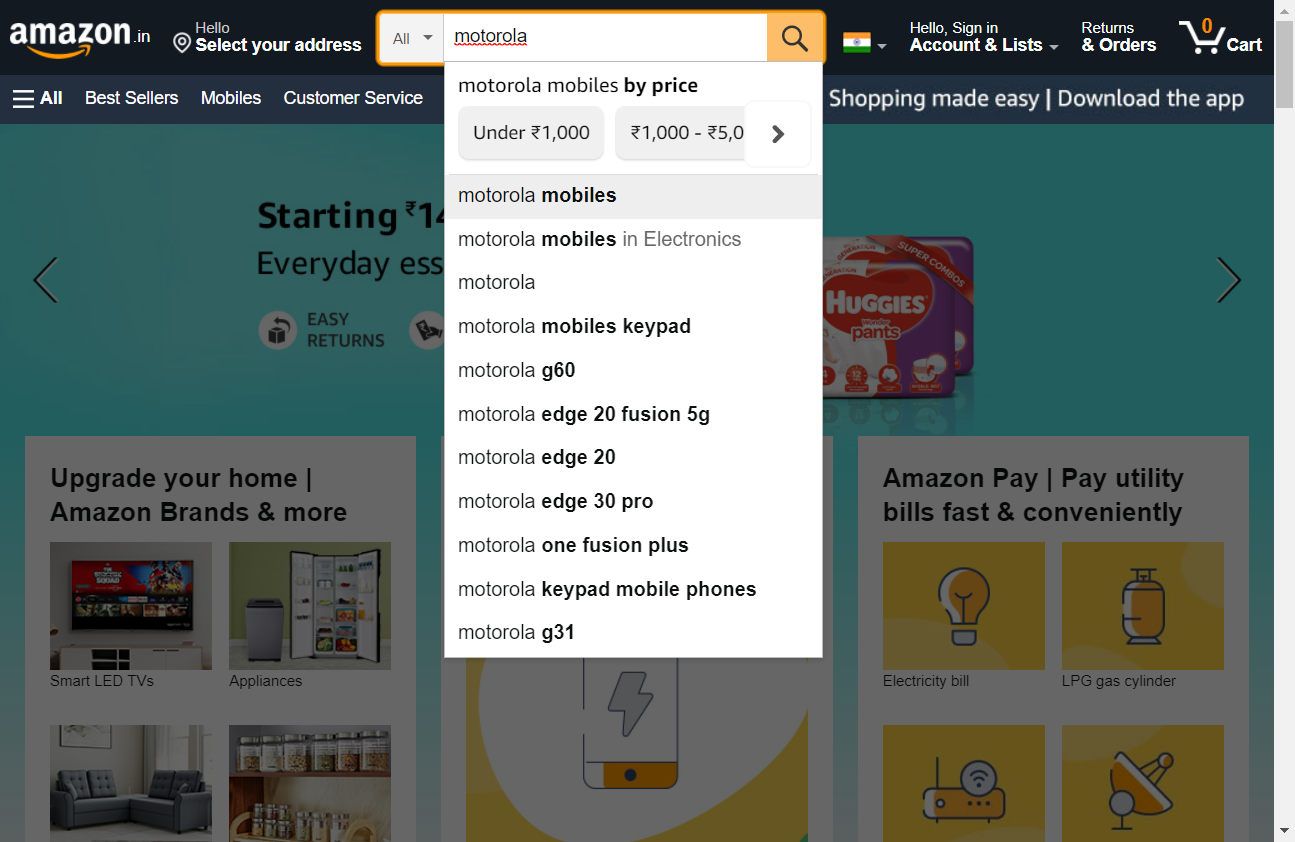 amazon.in
Hello
Select your address
All
motorola
Hello, Sign in
Account & Lists
Returns
& Orders
0
Cart
All
Best Sellers
Mobiles
Customer Service
Shopping made easy | Download the app
motorola mobiles by price
Under ₹1,000
₹1,000 - ₹5,0
motorola mobiles
motorola mobiles in Electronics
motorola
motorola mobiles keypad
motorola g60
motorola edge 20 fusion 5g
motorola edge 20
motorola edge 30 pro
motorola one fusion plus
motorola keypad mobile phones
motorola g31
Starting ₹14
Everyday ess
EASY
RETURNS
SUPER COMBOS
HUGGIES
Wonder
pants
Upgrade your home |
Amazon Brands & more
Smart LED TVs
Appliances
Amazon Pay | Pay utility
bills fast & conveniently
Electricity bill
LPG gas cylinder